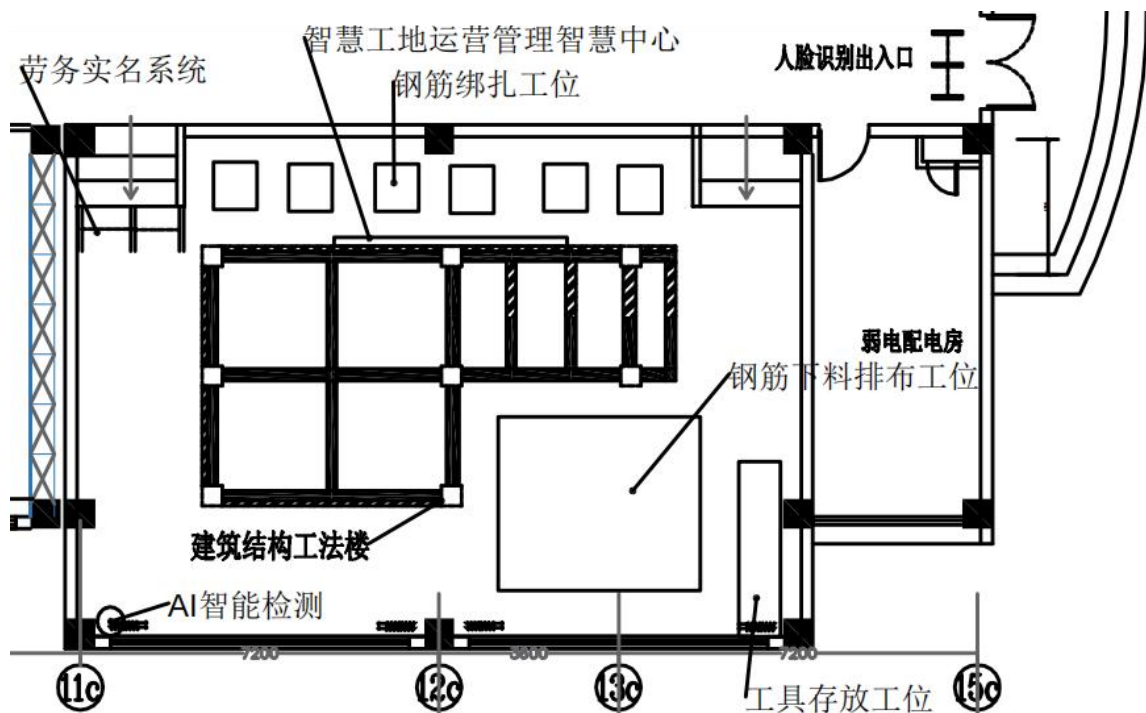 智慧工地运营管理智慧中心
劳务实名系统
钢筋绑扎工位
人脸识别出入口
弱电配电房
钢筋下料排布工位
建筑结构工法楼
AI智能检测
7200
3600
7200
11c
12c
13c
15c
工具存放工位